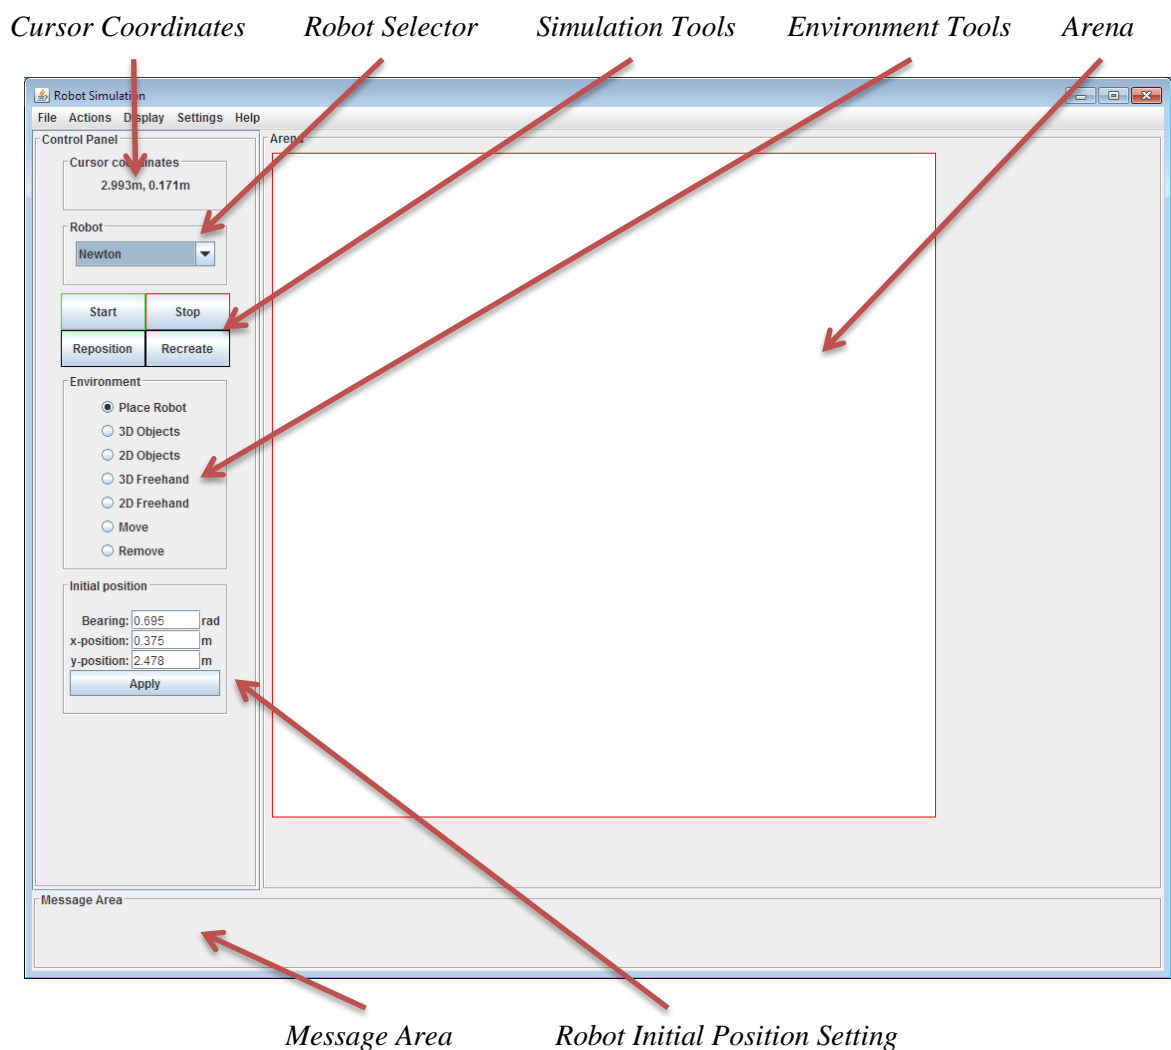 Cursor Coordinates Robot Selector Simulation Tools Environment Tools Arena
Robot Simulation
File Actions Display Settings Help
Control Panel
Arena
Cursor coordinates
2.993m, 0.171m
Robot
Newton
Start Stop
Reposition Recreate
Environment
Place Robot
3D Objects
2D Objects
3D Freehand
2D Freehand
Move
Remove
Initial position
Bearing: 0.695 rad
x-position: 0.375 m
y-position: 2.478 m
Apply
Message Area
Message Area Robot Initial Position Setting